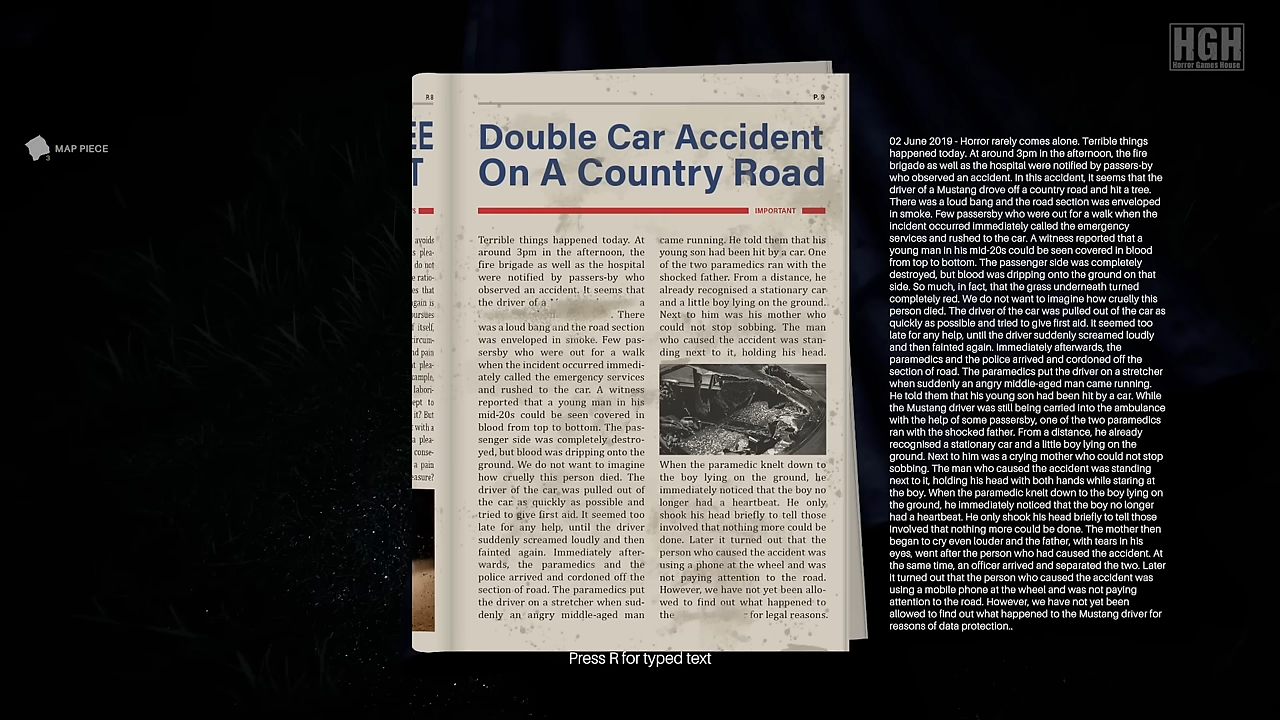 HGH
Horror Games House
MAP PIECE
3
P. 9
Double Car Accident
On A Country Road
IMPORTANT
Terrible things happened today. At
around 3pm in the afternoon, the
fire brigade as well as the hospital
were notified by passers-by who
observed an accident. It seems that
the driver of a a
. There
was a loud bang and the road section
was enveloped in smoke. Few pas-
sersby who were out for a walk
when the incident occurred immedi-
ately called the emergency services
and rushed to the car. A witness
reported that a young man in his
mid-20s could be seen covered in
blood from top to bottom. The pas-
senger side was completely destro-
yed, but blood was dripping onto the
ground. We do not want to imagine
how cruelly this person died. The
driver of the car was pulled out of
the car as quickly as possible and
tried to give first aid. It seemed too
late for any help, until the driver
suddenly screamed loudly and then
fainted again. Immediately after-
wards, the paramedics and the
police arrived and cordoned off the
section of road. The paramedics put
the driver on a stretcher when sud-
denly an angry middle-aged man
came running. He told them that his
young son had been hit by a car. One
of the two paramedics ran with the
shocked father. From a distance, he
already recognised a stationary car
and a little boy lying on the ground.
Next to him was his mother who
could not stop sobbing. The man
who caused the accident was stan-
ding next to it, holding his head.
When the paramedic knelt down to
the boy lying on the ground, he
immediately noticed that the boy no
longer had a heartbeat. He only
shook his head briefly to tell those
involved that nothing more could be
done. Later it turned out that the
person who caused the accident was
using a phone at the wheel and was
not paying attention to the road.
However, we have not yet been allo-
wed to find out what happened to
the for legal reasons.
02 June 2019 - Horror rarely comes alone. Terrible things
happened today. At around 3pm in the afternoon, the fire
brigade as well as the hospital were notified by passers-by
who observed an accident. In this accident, it seems that the
driver of a Mustang drove off a country road and hit a tree.
There was a loud bang and the road section was enveloped
in smoke. Few passersby who were out for a walk when the
incident occurred immediately called the emergency
services and rushed to the car. A witness reported that a
young man in his mid-20s could be seen covered in blood
from top to bottom. The passenger side was completely
destroyed, but blood was dripping onto the ground on that
side. So much, in fact, that the grass underneath turned
completely red. We do not want to imagine how cruelly this
person died. The driver of the car was pulled out of the car as
quickly as possible and tried to give first aid. It seemed too
late for any help, until the driver suddenly screamed loudly
and then fainted again. Immediately afterwards, the
paramedics and the police arrived and cordoned off the
section of road. The paramedics put the driver on a stretcher
when suddenly an angry middle-aged man came running.
He told them that his young son had been hit by a car. While
the Mustang driver was still being carried into the ambulance
with the help of some passersby, one of the two paramedics
ran with the shocked father. From a distance, he already
recognised a stationary car and a little boy lying on the
ground. Next to him was a crying mother who could not stop
sobbing. The man who caused the accident was standing
next to it, holding his head with both hands while staring at
the boy. When the paramedic knelt down to the boy lying on
the ground, he immediately noticed that the boy no longer
had a heartbeat. He only shook his head briefly to tell those
involved that nothing more could be done. The mother then
began to cry even louder and the father, with tears in his
eyes, went after the person who had caused the accident. At
the same time, an officer arrived and separated the two. Later
it turned out that the person who caused the accident was
using a mobile phone at the wheel and was not paying
attention to the road. However, we have not yet been
allowed to find out what happened to the Mustang driver for
reasons of data protection..
Press R for typed text